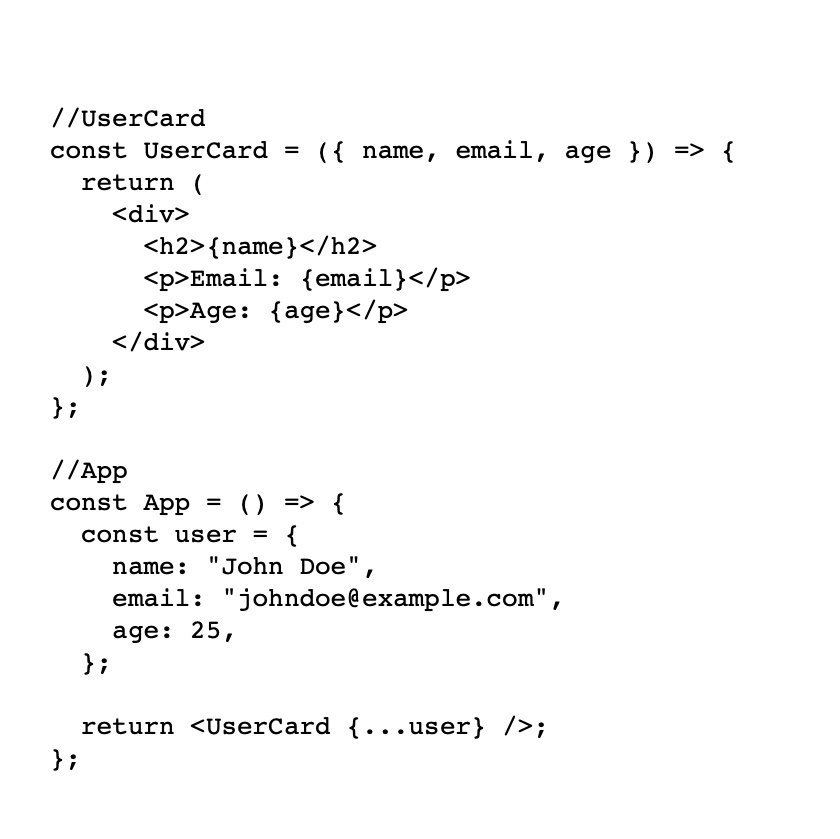 //UserCard
const UserCard = ({ name, email, age }) => {
  return (
    <div>
      <h2>{name}</h2>
      <p>Email: {email}</p>
      <p>Age: {age}</p>
    </div>
  );
};

//App
const App = () => {
  const user = {
    name: "John Doe",
    email: "johndoe@example.com",
    age: 25,
  };

  return <UserCard {...user} />;
};